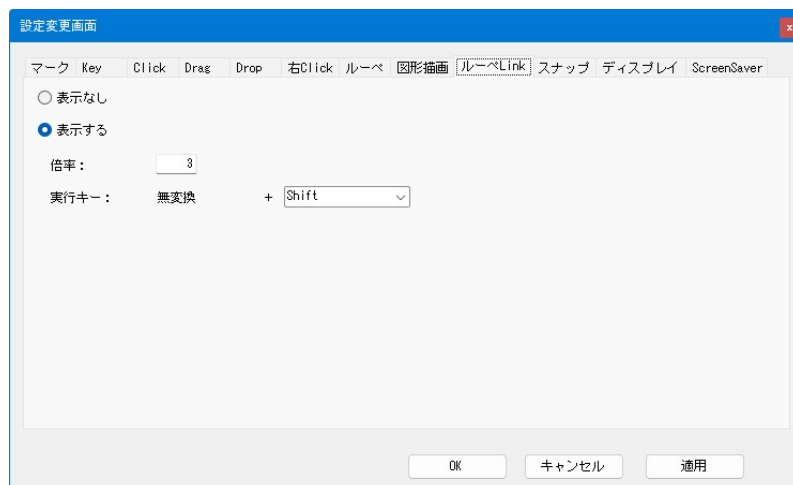 設定変更画面
x
マーク Key Click Drag Drop 右Click ルーペ 図形描画 ルーペLink スナップ ディスプレイ ScreenSaver
表示なし
表示する
倍率： 3
実行キー： 無変換 + Shift
OK キャンセル 適用